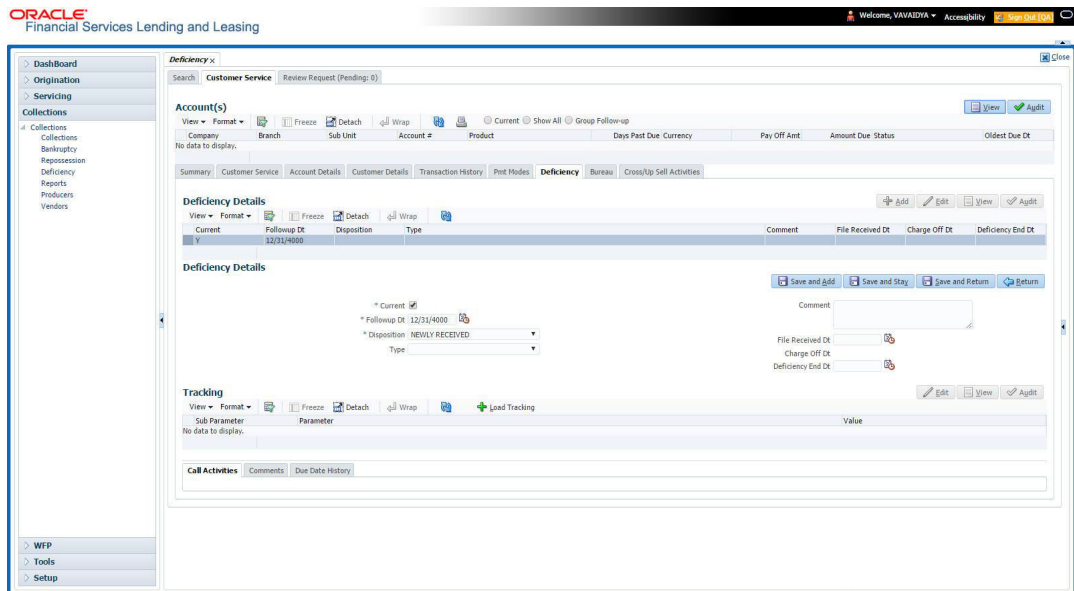 ORACLE
Financial Services Lending and Leasing
Welcome, VAVAIDYA Accessibility Sign Out [QA]
DashBoard
Origination
Servicing
Collections
Collections
Collections
Bankruptcy
Repossession
Deficiency
Reports
Producers
Vendors
WFP
Tools
Setup
Deficiency x Close
Search Customer Service Review Request (Pending: 0)
Account(s) View Audit
View Format Freeze Detach Wrap Current Show All Group Follow-up
Company Branch Sub Unit Account # Product Days Past Due Currency Pay Off Amt Amount Due Status Oldest Due Dt
No data to display.
Summary Customer Service Account Details Customer Details Transaction History Pmt Modes Deficiency Bureau Cross/Up Sell Activities
Deficiency Details Add Edit View Audit
View Format Freeze Detach Wrap
Current Followup Dt Disposition Type Comment File Received Dt Charge Off Dt Deficiency End Dt
Y 12/31/4000
Deficiency Details
Save and Add Save and Stay Save and Return Return
* Current
* Followup Dt 12/31/4000
* Disposition NEWLY RECEIVED
Type
Comment
File Received Dt
Charge Off Dt
Deficiency End Dt
Tracking Edit View Audit
View Format Freeze Detach Wrap Load Tracking
Sub Parameter Parameter Value
No data to display.
Call Activities Comments Due Date History